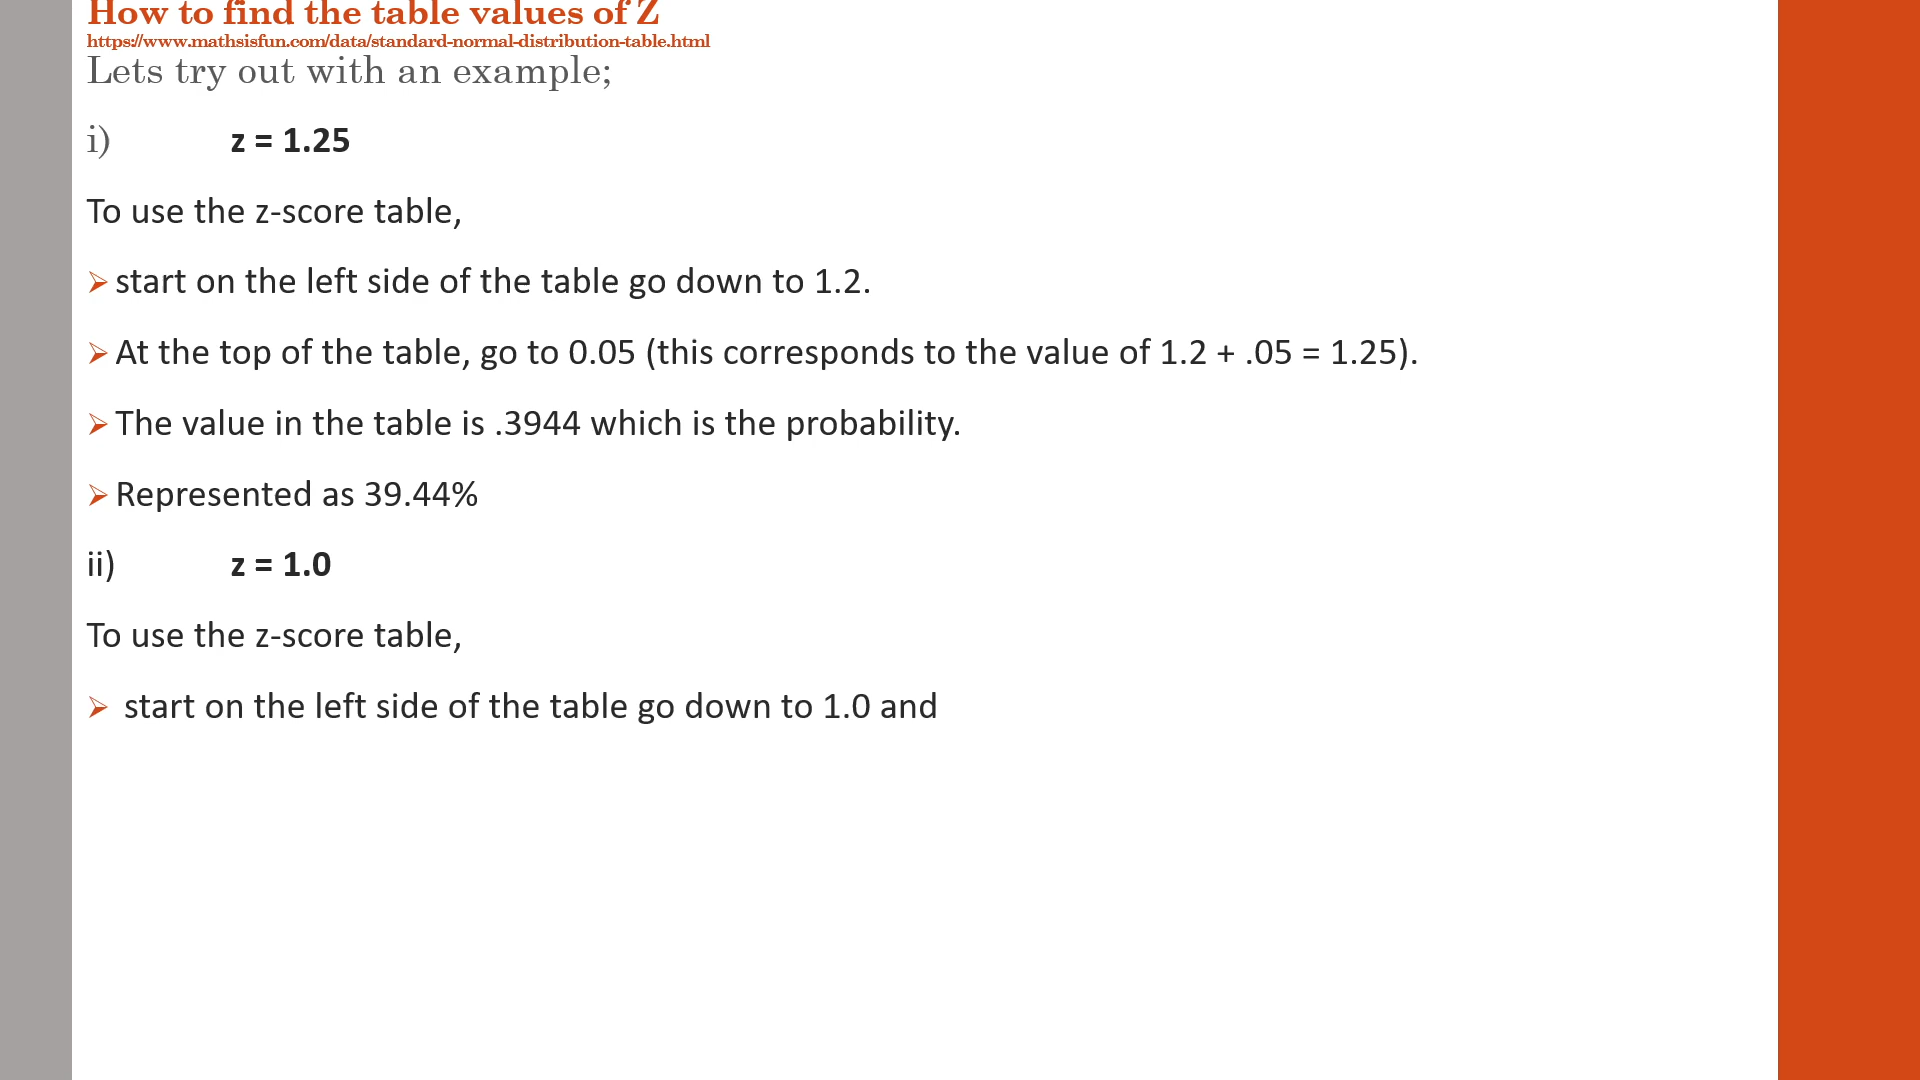 How to find the table values of Z
https://www.mathsisfun.com/data/standard-normal-distribution-table.html
Lets try out with an example;
i) z = 1.25
To use the z-score table,
➢ start on the left side of the table go down to 1.2.
➢ At the top of the table, go to 0.05 (this corresponds to the value of 1.2 + .05 = 1.25).
➢ The value in the table is .3944 which is the probability.
➢ Represented as 39.44%
ii) z = 1.0
To use the z-score table,
➢ start on the left side of the table go down to 1.0 and